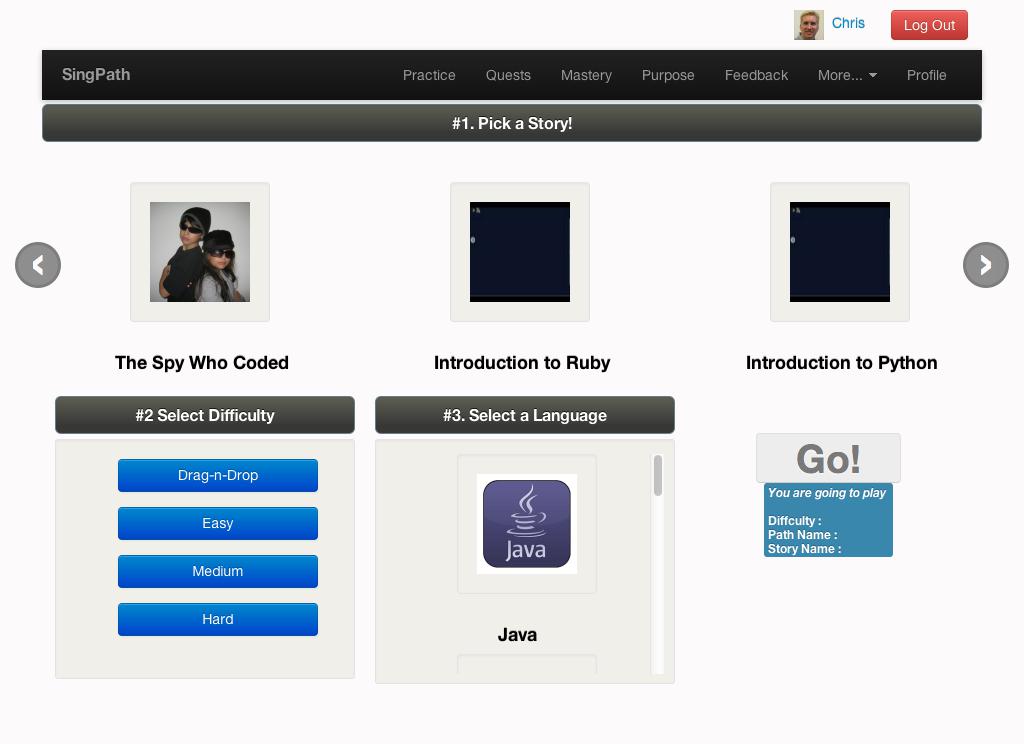 Chris
Log Out
SingPath
Practice
Quests
Mastery
Purpose
Feedback
More...
Profile
#1. Pick a Story!
The Spy Who Coded
Introduction to Ruby
Introduction to Python
#2 Select Difficulty
#3. Select a Language
Drag-n-Drop
Easy
Medium
Hard
Java
Java
Go!
You are going to play
Diffculty :
Path Name :
Story Name :